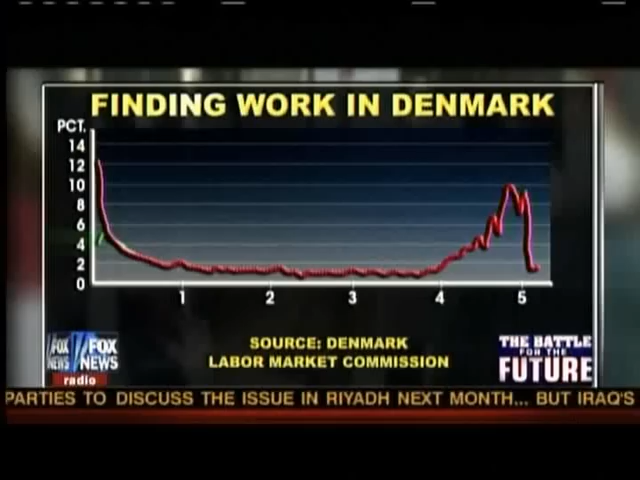 FINDING WORK IN DENMARK
PCT.
14
12
10
8
6
4
2
0
1 2 3 4 5
SOURCE: DENMARK
LABOR MARKET COMMISSION
FOX NEWS
FOX NEWS
radio
THE BATTLE
FOR THE
FUTURE
PARTIES TO DISCUSS THE ISSUE IN RIYADH NEXT MONTH... BUT IRAQ'S